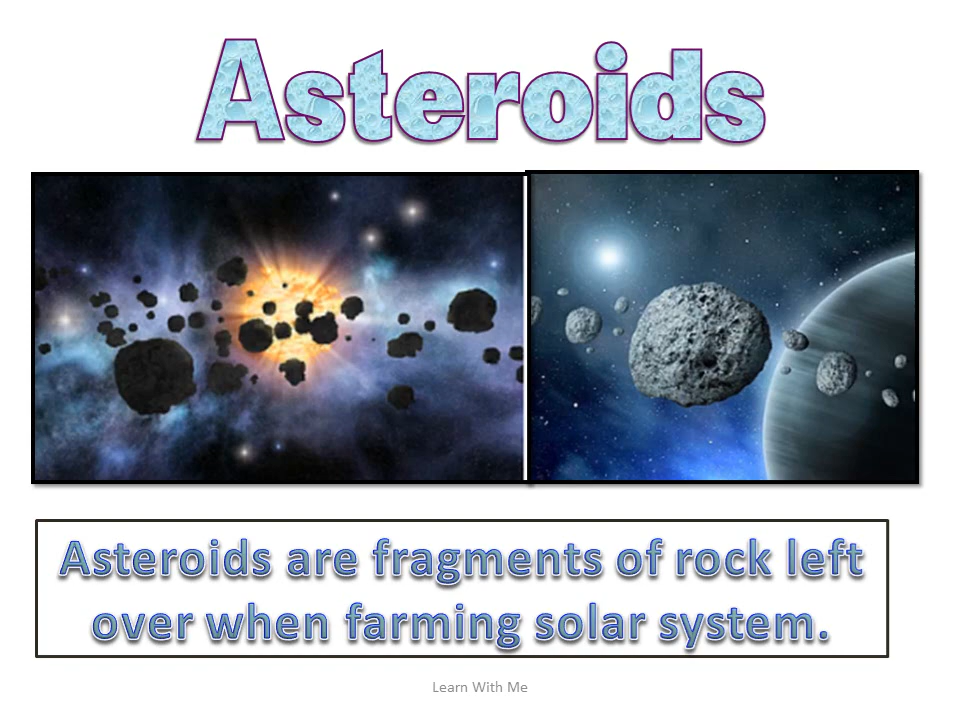 Asteroids
Asteroids are fragments of rock left
over when farming solar system.
Learn With Me